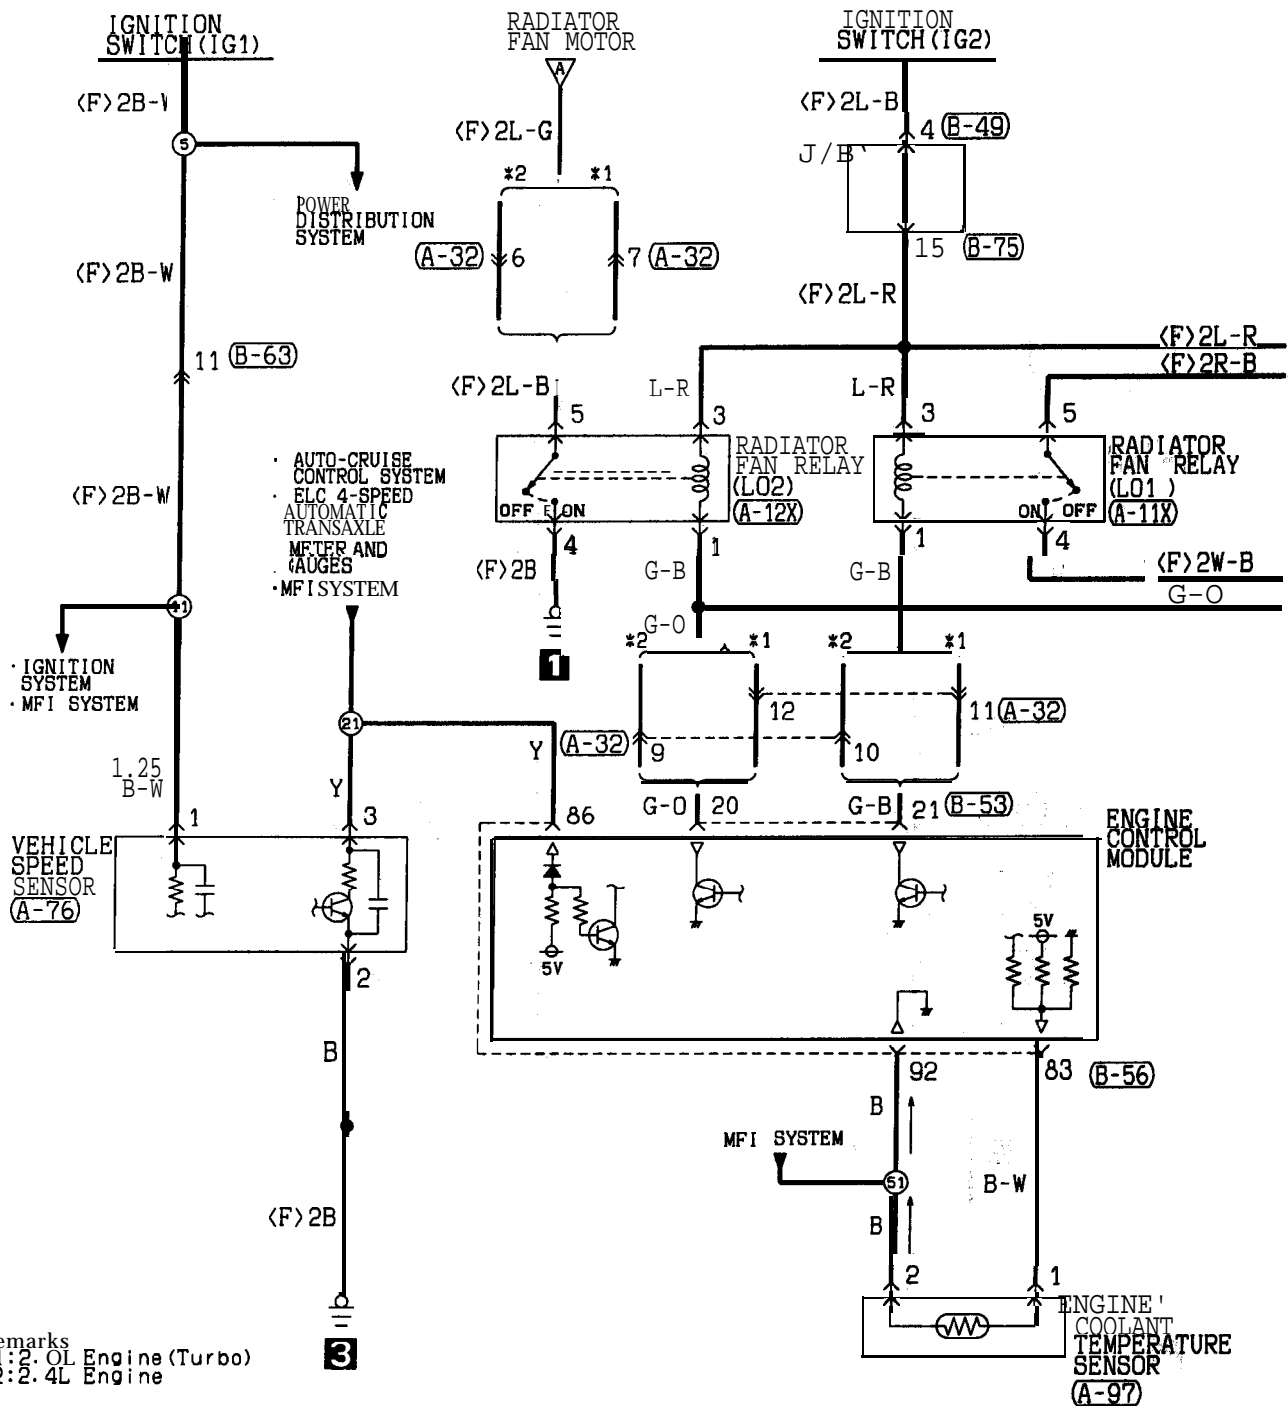 IGNITION
SWITCH(IG1)
RADIATOR
FAN MOTOR
IGNITION
SWITCH(IG2)
A
<F>2B-W
<F>2L-B
4 (B-49)
<F>2L-G
5
J/B
*2 *1
POWER
DISTRIBUTION
SYSTEM
(A-32) 6
7 (A-32)
15 (B-75)
<F>2B-W
<F>2L-R
<F>2L-R
11 (B-63)
<F>2R-B
<F>2L-B
L-R
L-R
5
3
3
5
RADIATOR
FAN RELAY
(L02)
(A-12X)
RADIATOR
FAN RELAY
(L01)
(A-11X)
OFF ON
ON OFF
· AUTO-CRUISE
CONTROL SYSTEM
· ELC 4-SPEED
AUTOMATIC
TRANSAXLE
METER AND
GAUGES
·MFI SYSTEM
<F>2B-W
4
1
1
4
<F>2B
G-B
G-B
<F>2W-B
G-O
41
G-O
1
*2 *1
*2 *1
· IGNITION
SYSTEM
· MFI SYSTEM
12
11 (A-32)
21
Y
(A-32) 9
10
1.25
B-W
Y
86
G-O 20
G-B 21 (B-53)
1
3
VEHICLE
SPEED
SENSOR
(A-76)
ENGINE
CONTROL
MODULE
5V
5V
2
B
92
83 (B-56)
B
MFI SYSTEM
51
B-W
<F>2B
B
2
1
3
ENGINE
COOLANT
TEMPERATURE
SENSOR
(A-97)
emarks
:2.0L Engine(Turbo)
:2.4L Engine